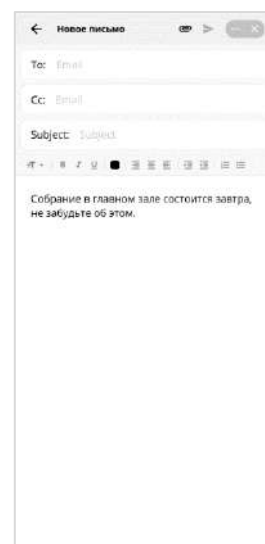 Новое письмо
To: Email
Cc: Email
Subject: Subject
B I U
Собрание в главном зале состоится завтра,
не забудьте об этом.